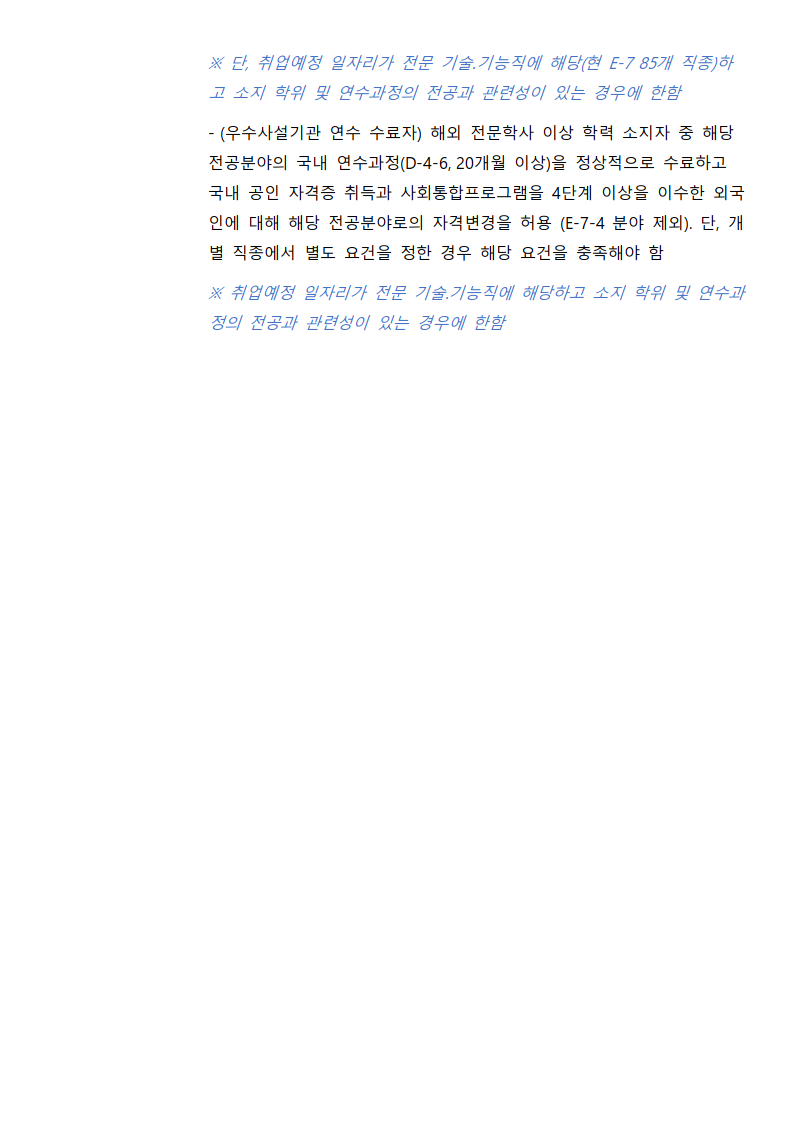 ※ 단, 취업예정 일자리가 전문 기술.기능직에 해당(현 E-7 85개 직종)하
고 소지 학위 및 연수과정의 전공과 관련성이 있는 경우에 한함
- (우수사설기관 연수 수료자) 해외 전문학사 이상 학력 소지자 중 해당
전공분야의 국내 연수과정(D-4-6, 20개월 이상)을 정상적으로 수료하고
국내 공인 자격증 취득과 사회통합프로그램을 4단계 이상을 이수한 외국
인에 대해 해당 전공분야로의 자격변경을 허용 (E-7-4 분야 제외). 단, 개
별 직종에서 별도 요건을 정한 경우 해당 요건을 충족해야 함
※ 취업예정 일자리가 전문 기술.기능직에 해당하고 소지 학위 및 연수과
정의 전공과 관련성이 있는 경우에 한함